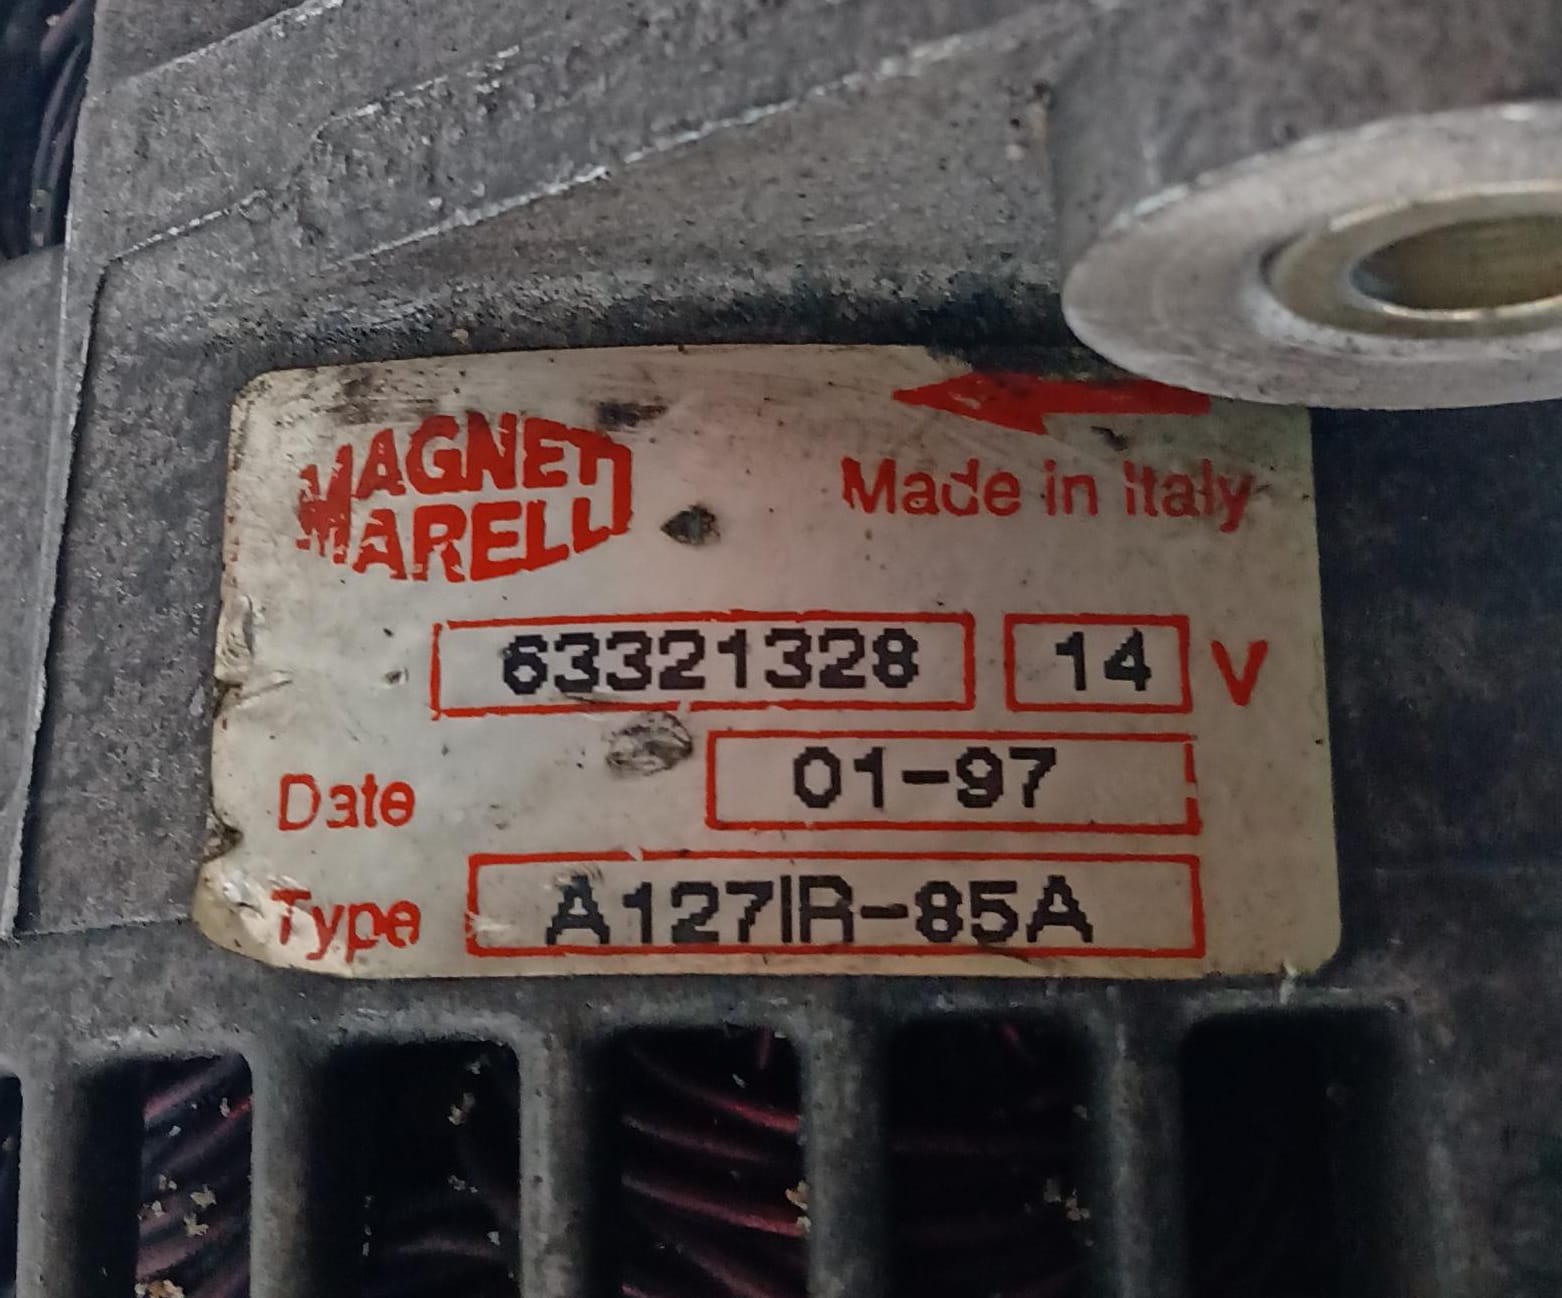 MAGNETI
MARELLI
Made in Italy
63321328 14 V
Date 01-97
Type A127IR-85A